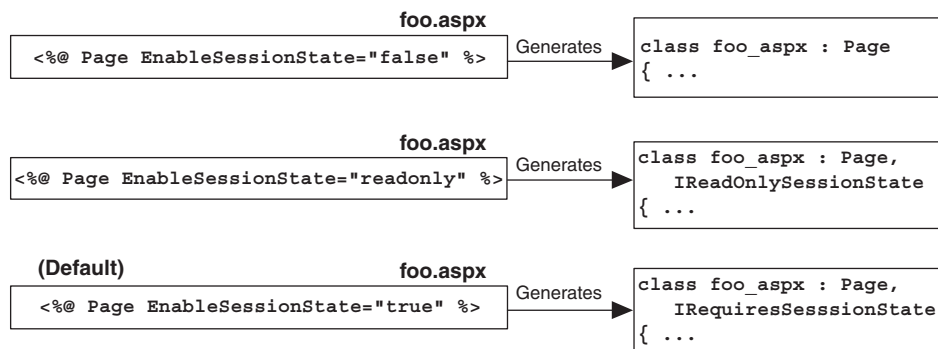 foo.aspx
<%@ Page EnableSessionState="false" %>
Generates
class foo_aspx : Page
{ ...
foo.aspx
<%@ Page EnableSessionState="readonly" %>
Generates
class foo_aspx : Page,
IReadOnlySessionState
{ ...
(Default)
foo.aspx
<%@ Page EnableSessionState="true" %>
Generates
class foo_aspx : Page,
IRequiresSesssionState
{ ...